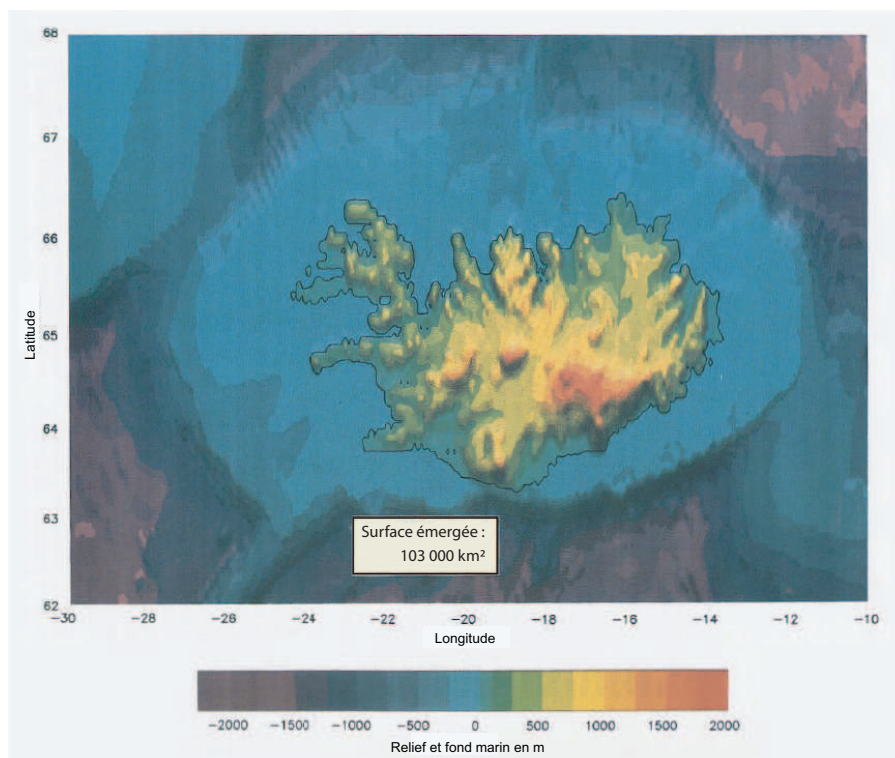 68
67
66
65
64
63
62
Latitude
Surface émergée :
103 000 km²
−30 −28 −26 −24 −22 −20 −18 −16 −14 −12 −10
Longitude
−2000 −1500 −1000 −500 0 500 1000 1500 2000
Relief et fond marin en m